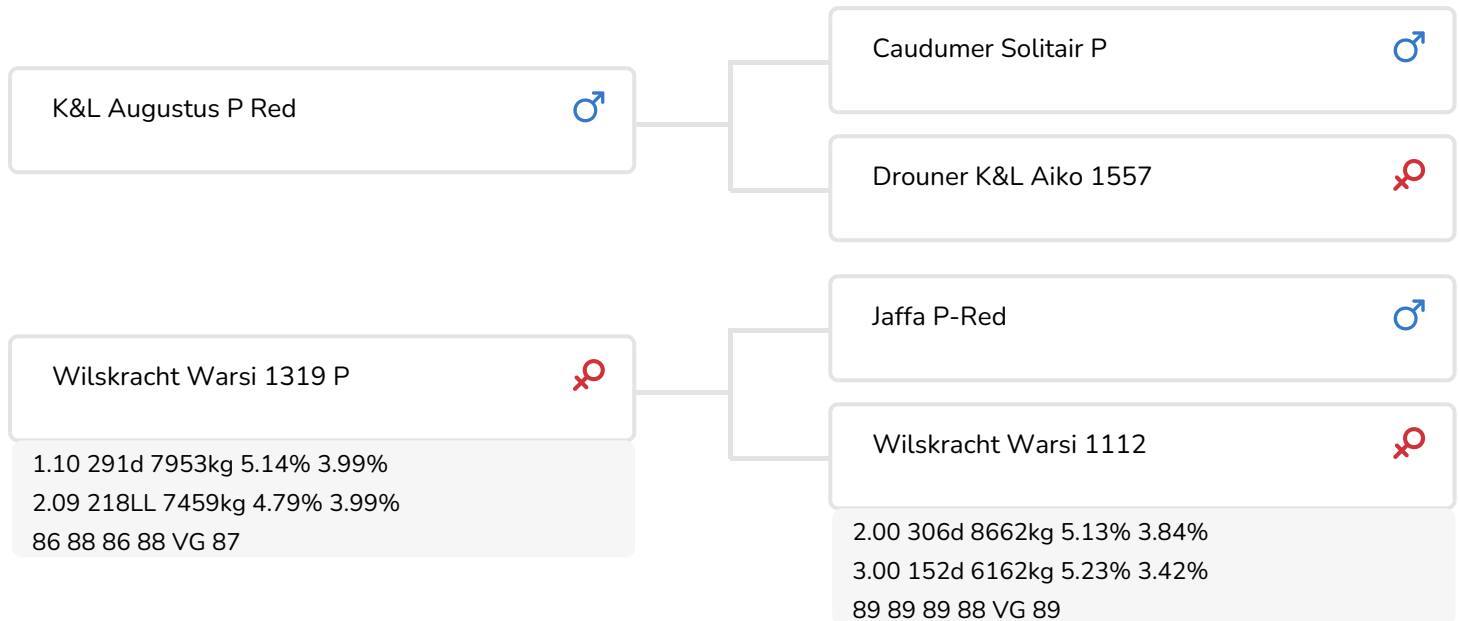 K&L Augustus P Red
Wilskracht Warsi 1319 P
1.10 291d 7953kg 5.14% 3.99%
2.09 218LL 7459kg 4.79% 3.99%
86 88 86 88 VG 87
Caudumer Solitair P
Drouner K&L Aiko 1557
Jaffa P-Red
Wilskracht Warsi 1112
2.00 306d 8662kg 5.13% 3.84%
3.00 152d 6162kg 5.23% 3.42%
89 89 89 88 VG 89